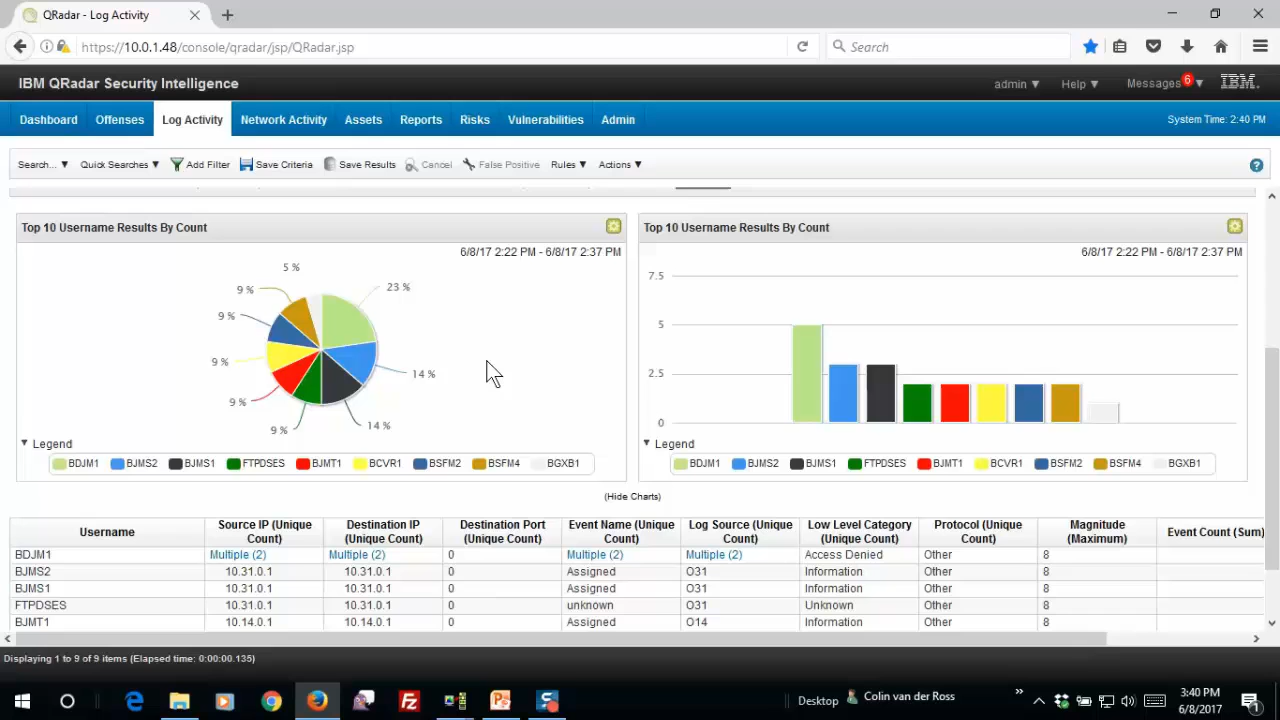 QRadar - Log Activity
https://10.0.1.48/console/qradar/jsp/QRadar.jsp
Search
IBM QRadar Security Intelligence
admin
Help
Messages
6
IBM
Dashboard
Offenses
Log Activity
Network Activity
Assets
Reports
Risks
Vulnerabilities
Admin
System Time: 2:40 PM
Search...
Quick Searches
Add Filter
Save Criteria
Save Results
Cancel
False Positive
Rules
Actions
?
Top 10 Username Results By Count
6/8/17 2:22 PM - 6/8/17 2:37 PM
5 %
23 %
9 %
9 %
9 %
14 %
9 %
14 %
9 %
Legend
BDJM1 BJMS2 BJMS1 FTPDSES BJMT1 BCVR1 BSFM2 BSFM4 BGXB1
Top 10 Username Results By Count
6/8/17 2:22 PM - 6/8/17 2:37 PM
7.5
5
2.5
0
Legend
BDJM1 BJMS2 BJMS1 FTPDSES BJMT1 BCVR1 BSFM2 BSFM4 BGXB1
(Hide Charts)
Username
Source IP (Unique
Count)
Destination IP
(Unique Count)
Destination Port
(Unique Count)
Event Name (Unique
Count)
Log Source (Unique
Count)
Low Level Category
(Unique Count)
Protocol (Unique
Count)
Magnitude
(Maximum)
Event Count (Sum)
BDJM1 Multiple (2) Multiple (2) 0 Multiple (2) Multiple (2) Access Denied Other 8
BJMS2 10.31.0.1 10.31.0.1 0 Assigned O31 Information Other 8
BJMS1 10.31.0.1 10.31.0.1 0 Assigned O31 Information Other 8
FTPDSES 10.31.0.1 10.31.0.1 0 unknown O31 Unknown Other 8
BJMT1 10.14.0.1 10.14.0.1 0 Assigned O14 Information Other 8
Displaying 1 to 9 of 9 items (Elapsed time: 0:00:00.135)
Desktop
Colin van der Ross
3:40 PM
6/8/2017
1